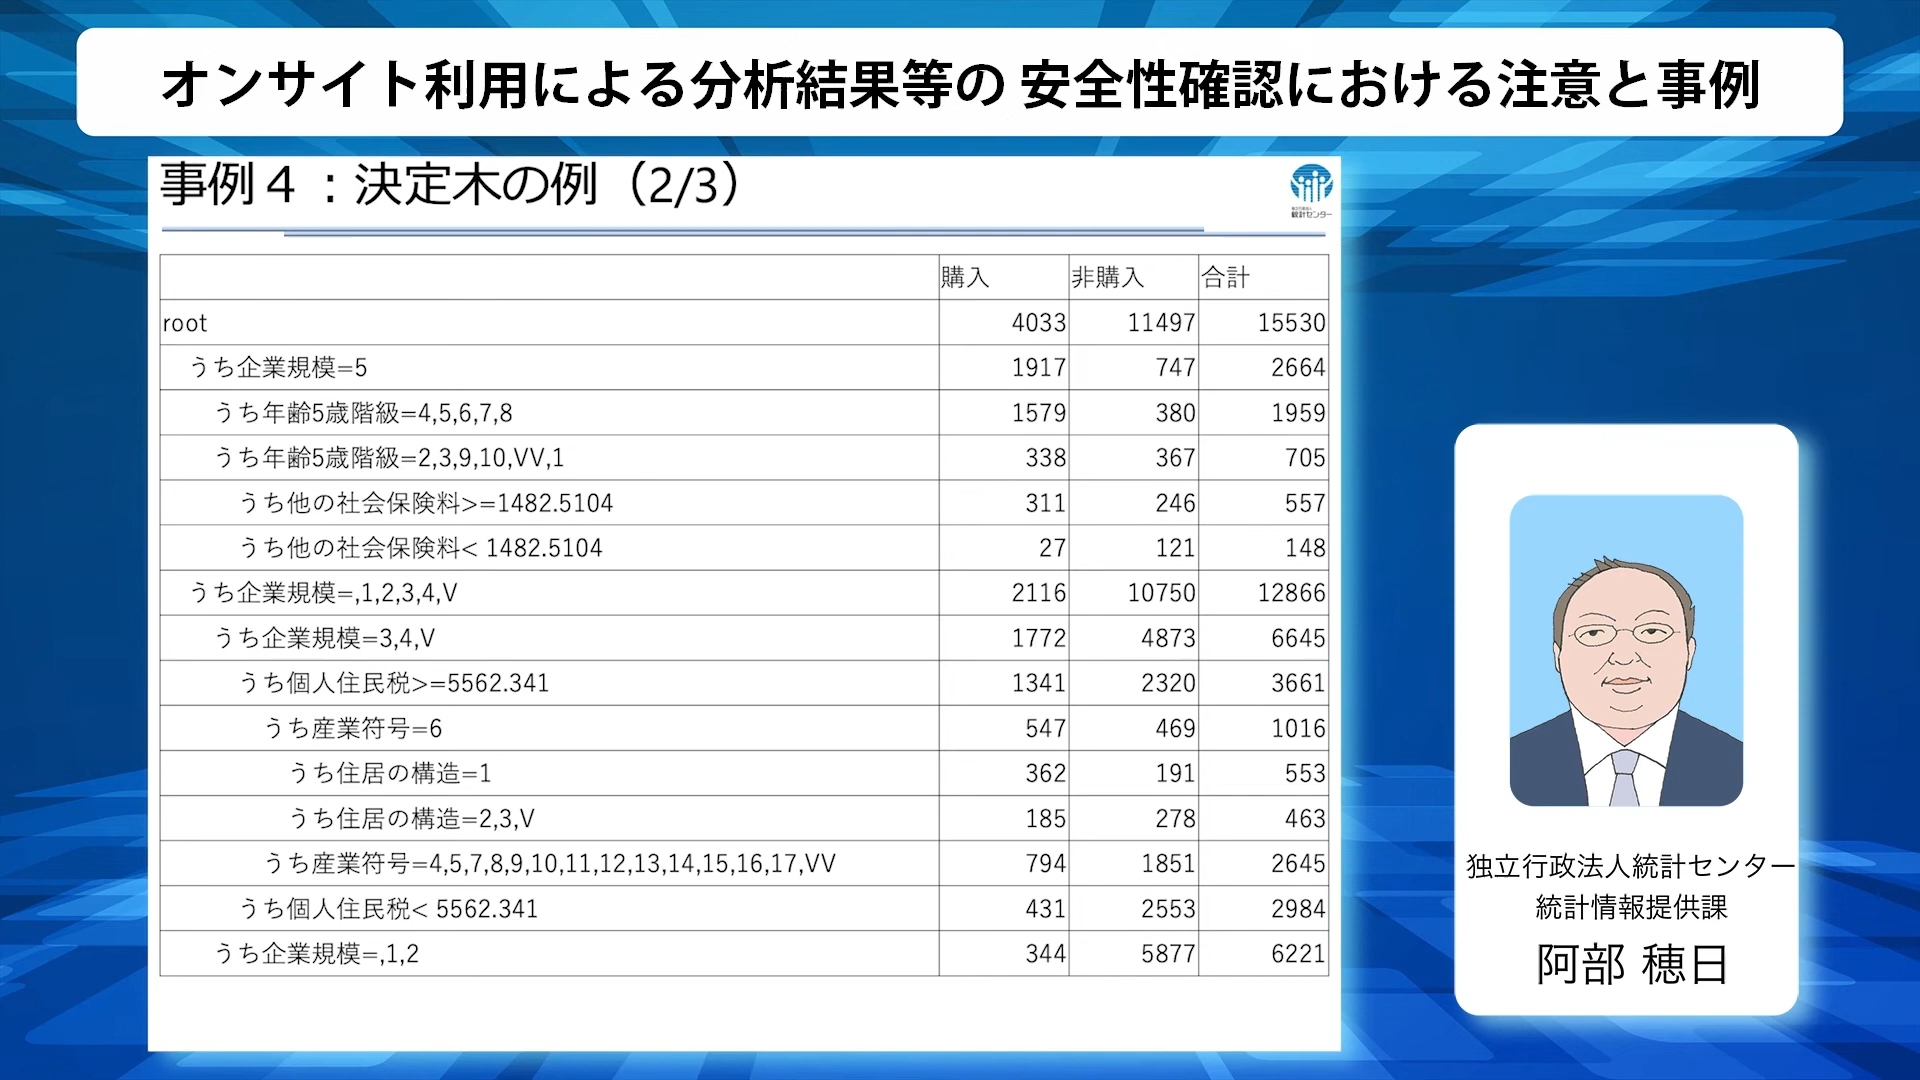 オンサイト利用による分析結果等の 安全性確認における注意と事例
事例４：決定木の例（2/3）
統計センター
購入 非購入 合計
root 4033 11497 15530
うち企業規模=5 1917 747 2664
うち年齢5歳階級=4,5,6,7,8 1579 380 1959
うち年齢5歳階級=2,3,9,10,VV,1 338 367 705
うち他の社会保険料>=1482.5104 311 246 557
うち他の社会保険料< 1482.5104 27 121 148
うち企業規模=,1,2,3,4,V 2116 10750 12866
うち企業規模=3,4,V 1772 4873 6645
うち個人住民税>=5562.341 1341 2320 3661
うち産業符号=6 547 469 1016
うち住居の構造=1 362 191 553
うち住居の構造=2,3,V 185 278 463
うち産業符号=4,5,7,8,9,10,11,12,13,14,15,16,17,VV 794 1851 2645
うち個人住民税< 5562.341 431 2553 2984
うち企業規模=,1,2 344 5877 6221
独立行政法人統計センター
統計情報提供課
阿部 穂日